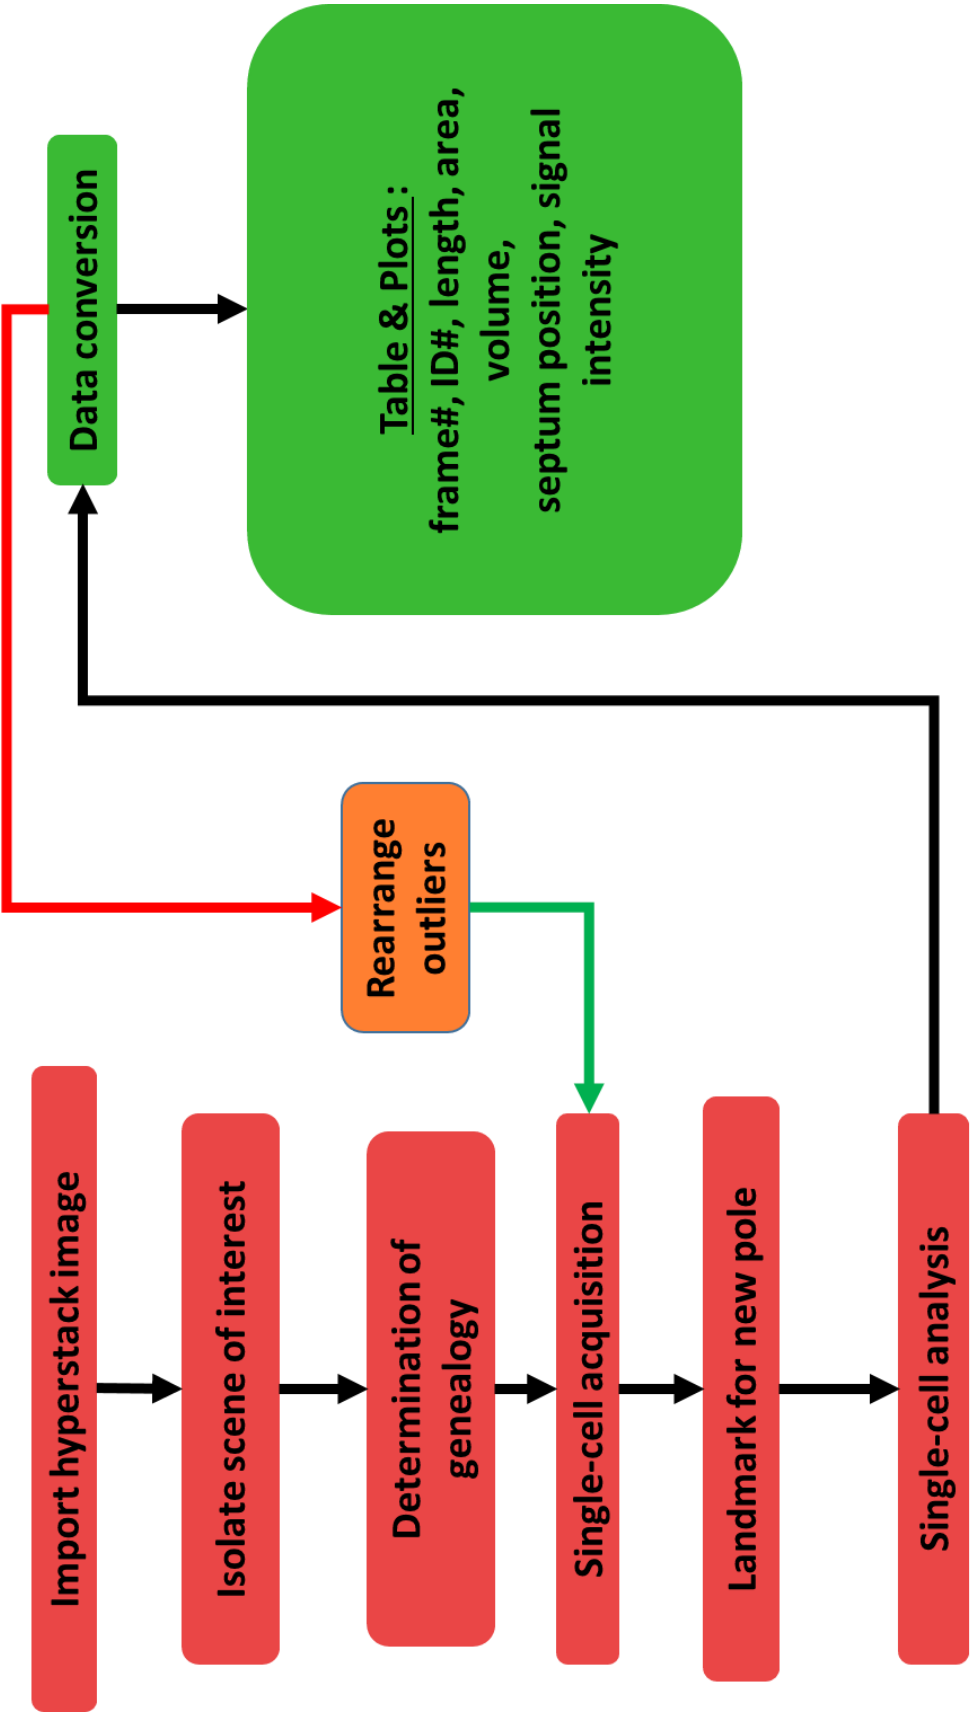 Import hyperstack image
Isolate scene of interest
Determination of
genealogy
Single-cell acquisition
Landmark for new pole
Single-cell analysis
Rearrange
outliers
Data conversion
Table & Plots :
frame#, ID#, length, area,
volume,
septum position, signal
intensity